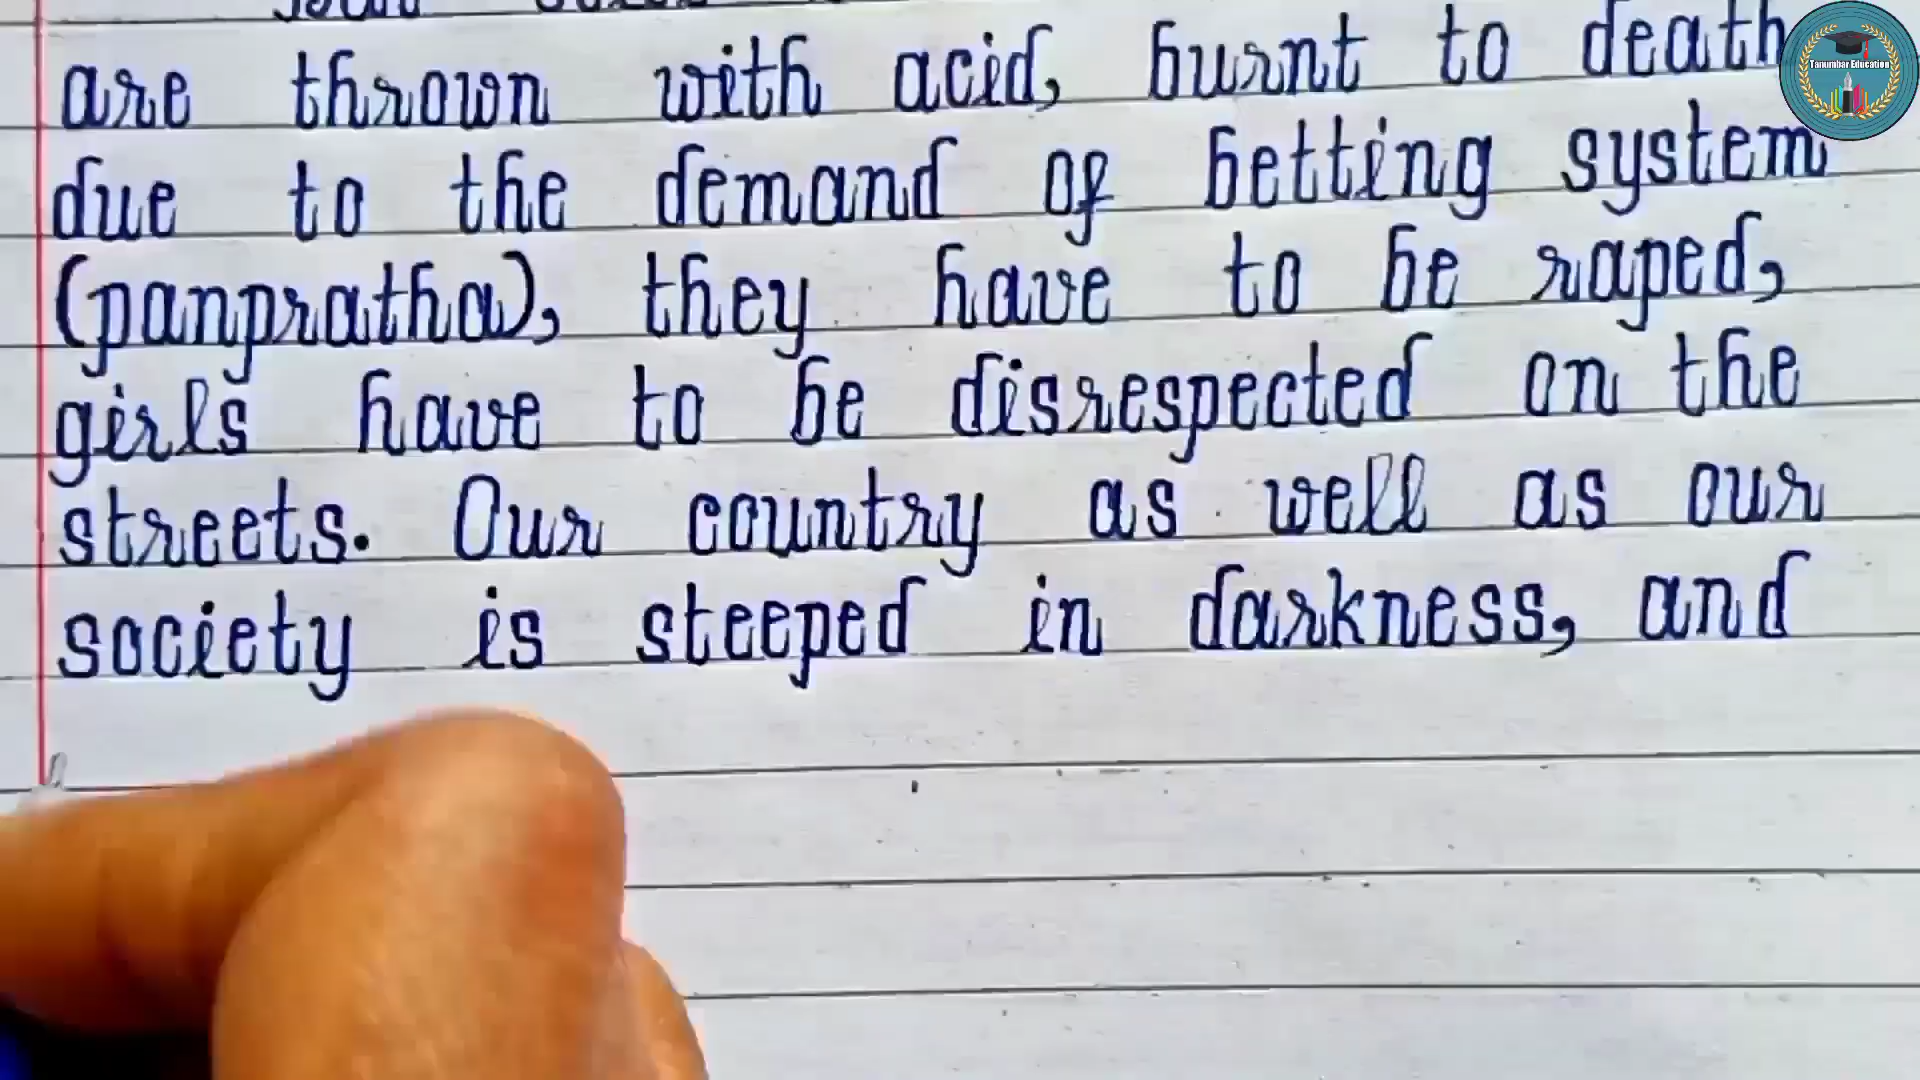 are thrown with acid, burnt to death
due to the demand of betting system
(panpratha), they have to be raped,
girls have to be disrespected on the
streets. Our country as well as our
society is steeped in darkness, and
Tanumbar Education